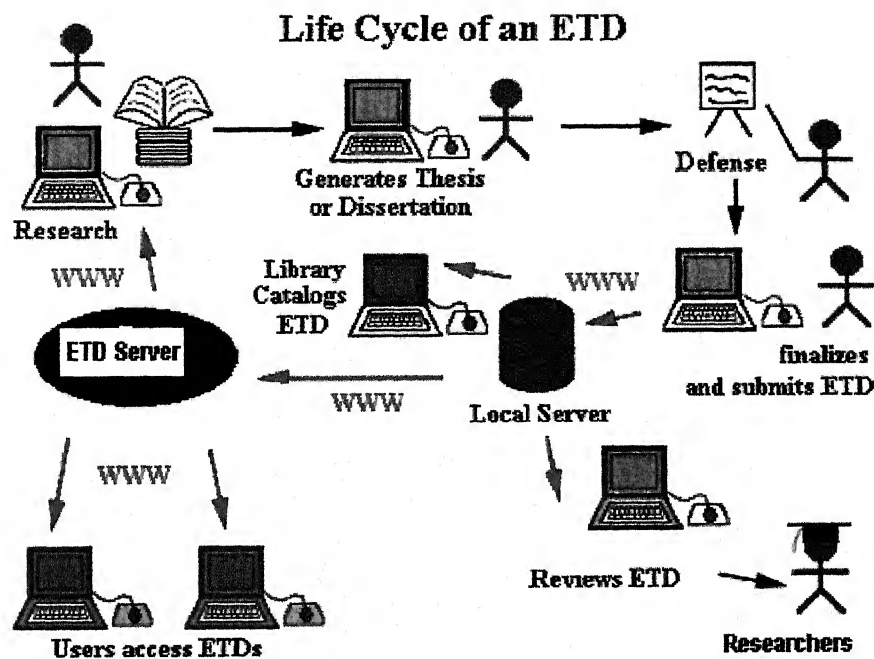 Life Cycle of an ETD
Research
Generates Thesis
or Dissertation
Defense
WWW
Library
Catalogs
ETD
WWW
finalizes
and submits ETD
ETD Server
WWW
Local Server
WWW
Reviews ETD
Users access ETDs
Researchers